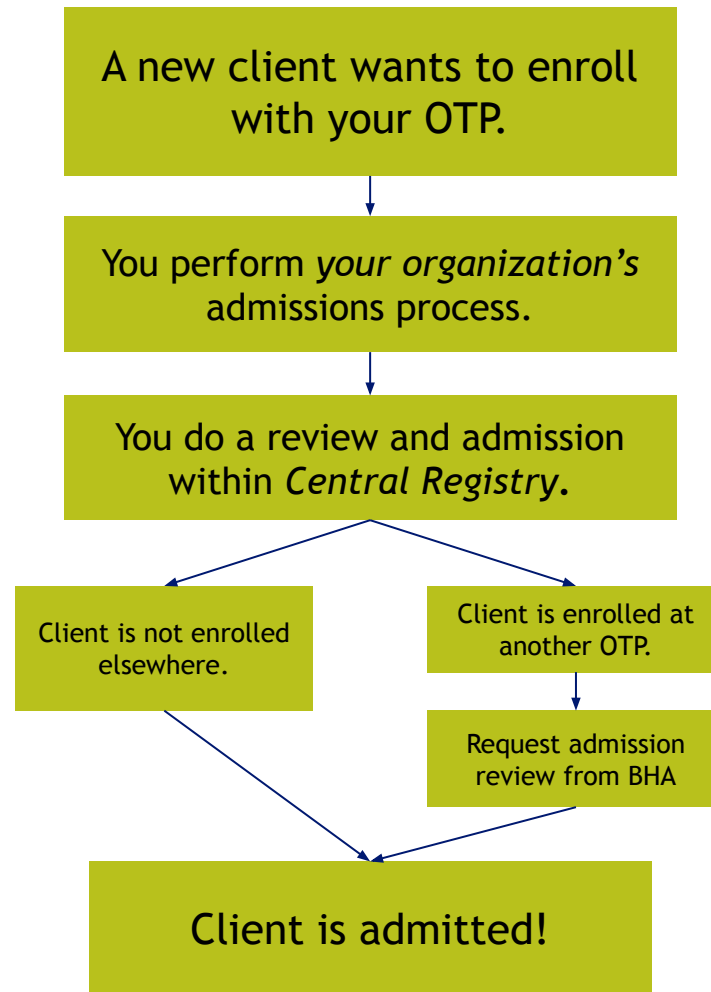 A new client wants to enroll
with your OTP.
You perform your organization’s
admissions process.
You do a review and admission
within Central Registry.
Client is not enrolled
elsewhere.
Client is enrolled at
another OTP.
Request admission
review from BHA
Client is admitted!